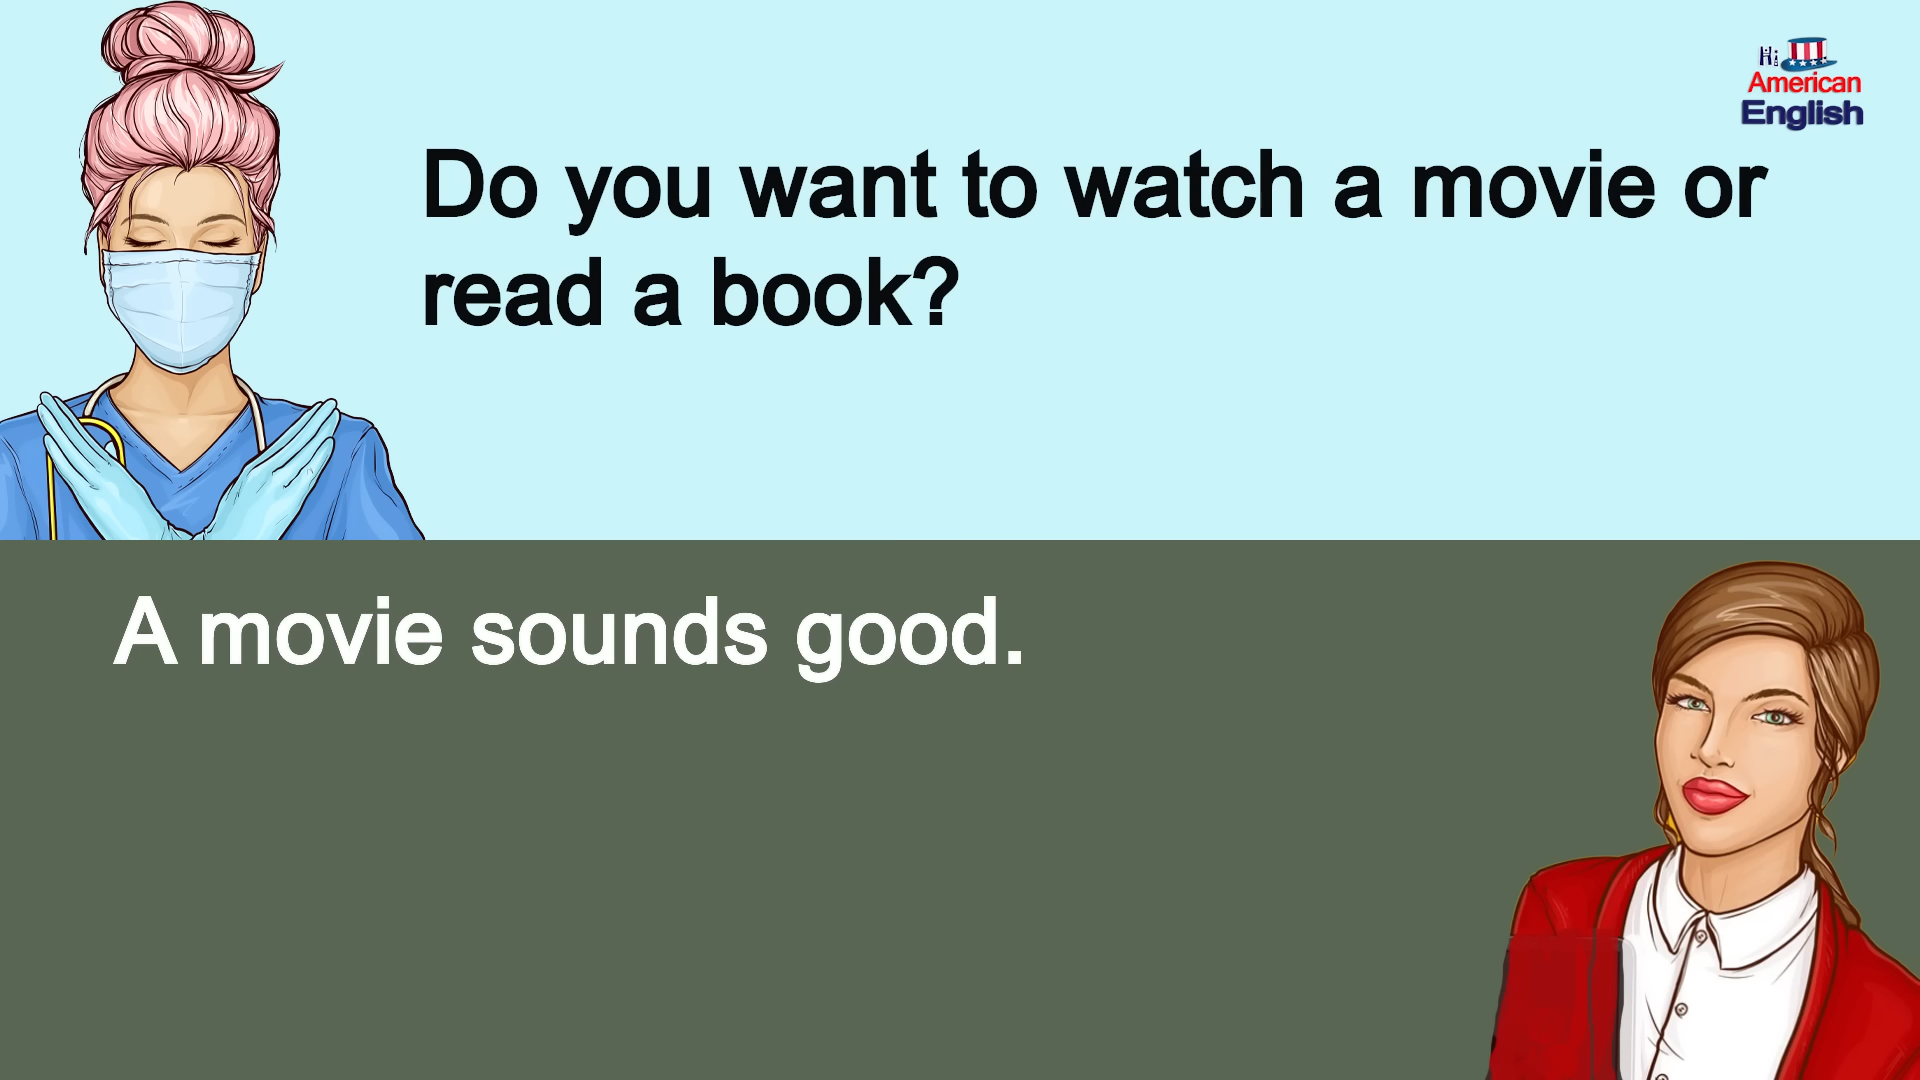 Hi
American
English
Do you want to watch a movie or
read a book?
A movie sounds good.